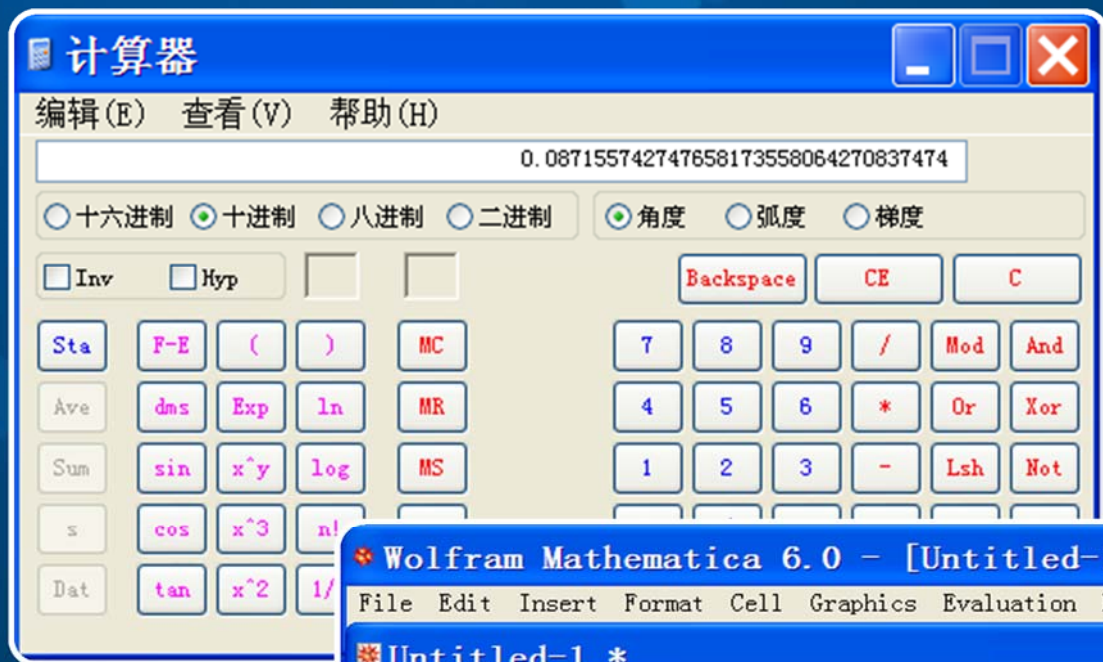 计算器
编辑(E) 查看(V) 帮助(H)
0.087155742747658173558064270837474
十六进制 十进制 八进制 二进制 角度 弧度 梯度
Inv Hyp Backspace CE C
Sta F-E ( ) MC 7 8 9 / Mod And
Ave dms Exp ln MR 4 5 6 * Or Xor
Sum sin x^y log MS 1 2 3 - Lsh Not
s cos x^3 n!
Dat tan x^2 1/
Wolfram Mathematica 6.0 - [Untitled-
File Edit Insert Format Cell Graphics Evaluation
Untitled-1 *